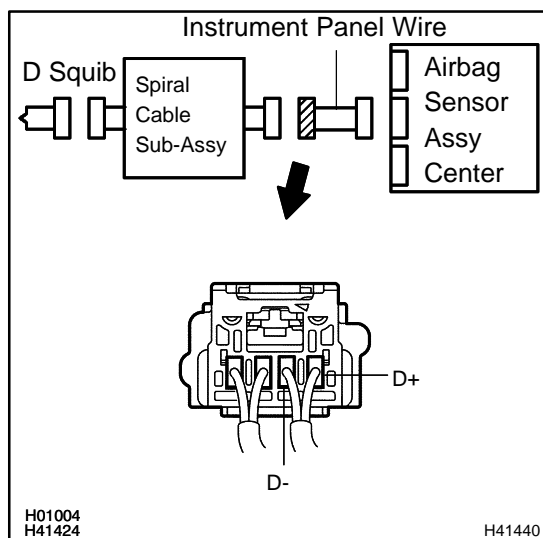 Instrument Panel Wire
D Squib
Spiral
Cable
Sub-Assy
Airbag
Sensor
Assy
Center
D+
D-
H01004
H41424
H41440